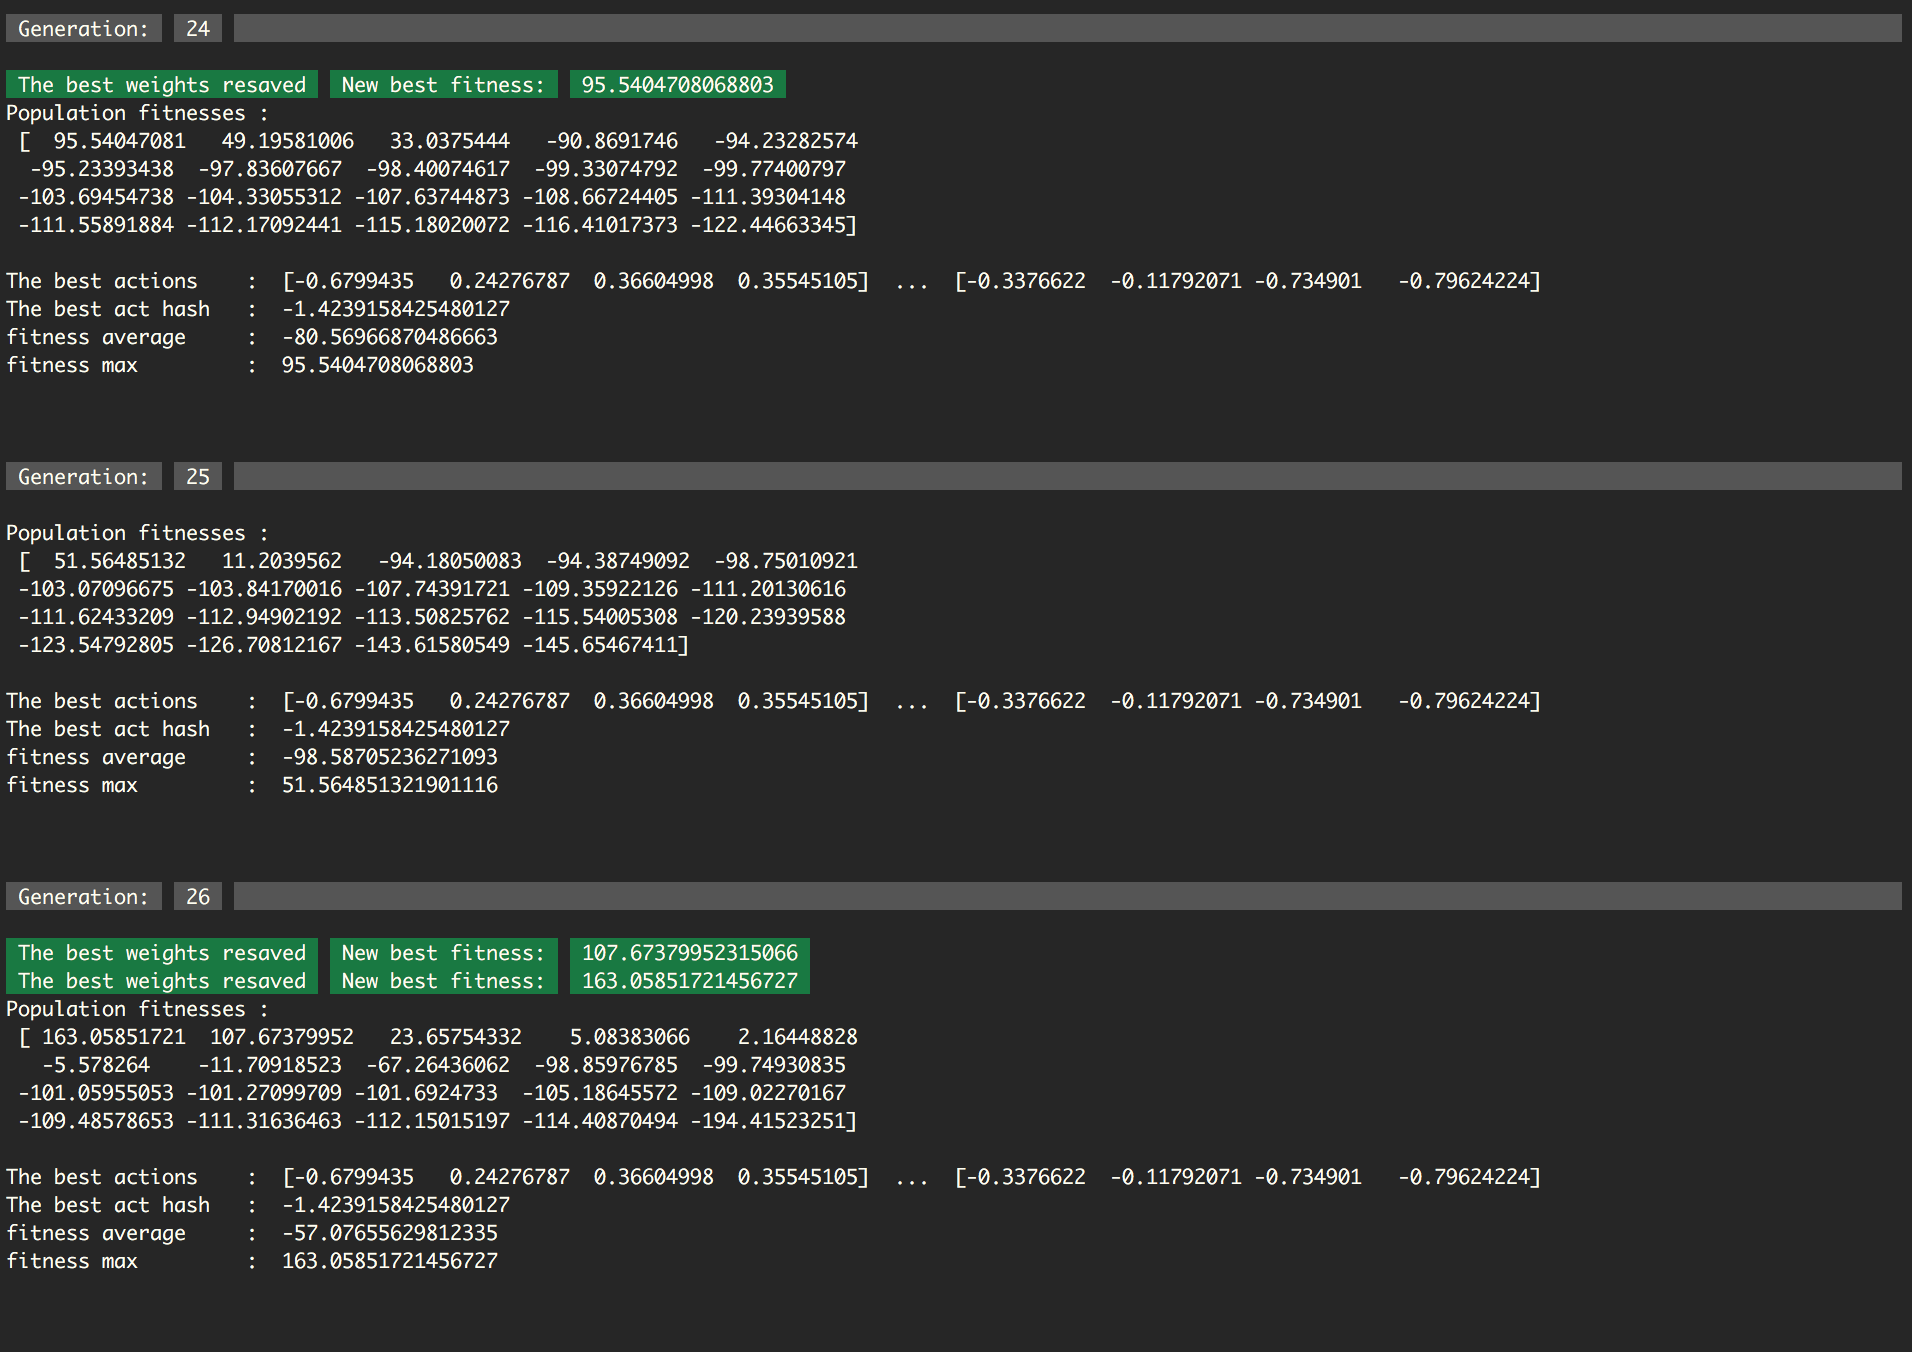 Generation: 24
The best weights resaved New best fitness: 95.5404708068803
Population fitnesses :
[ 95.54047081 49.19581006 33.0375444 -90.8691746 -94.23282574
-95.23393438 -97.83607667 -98.40074617 -99.33074792 -99.77400797
-103.69454738 -104.33055312 -107.63744873 -108.66724405 -111.39304148
-111.55891884 -112.17092441 -115.18020072 -116.41017373 -122.44663345]
The best actions : [-0.6799435 0.24276787 0.36604998 0.35545105] ... [-0.3376622 -0.11792071 -0.734901 -0.79624224]
The best act hash : -1.4239158425480127
fitness average : -80.56966870486663
fitness max : 95.5404708068803
Generation: 25
Population fitnesses :
[ 51.56485132 11.2039562 -94.18050083 -94.38749092 -98.75010921
-103.07096675 -103.84170016 -107.74391721 -109.35922126 -111.20130616
-111.62433209 -112.94902192 -113.50825762 -115.54005308 -120.23939588
-123.54792805 -126.70812167 -143.61580549 -145.65467411]
The best actions : [-0.6799435 0.24276787 0.36604998 0.35545105] ... [-0.3376622 -0.11792071 -0.734901 -0.79624224]
The best act hash : -1.4239158425480127
fitness average : -98.58705236271093
fitness max : 51.564851321901116
Generation: 26
The best weights resaved New best fitness: 107.67379952315066
The best weights resaved New best fitness: 163.05851721456727
Population fitnesses :
[ 163.05851721 107.67379952 23.65754332 5.08383066 2.16448828
-5.578264 -11.70918523 -67.26436062 -98.85976785 -99.74930835
-101.05955053 -101.27099709 -101.6924733 -105.18645572 -109.02270167
-109.48578653 -111.31636463 -112.15015197 -114.40870494 -194.41523251]
The best actions : [-0.6799435 0.24276787 0.36604998 0.35545105] ... [-0.3376622 -0.11792071 -0.734901 -0.79624224]
The best act hash : -1.4239158425480127
fitness average : -57.07655629812335
fitness max : 163.05851721456727